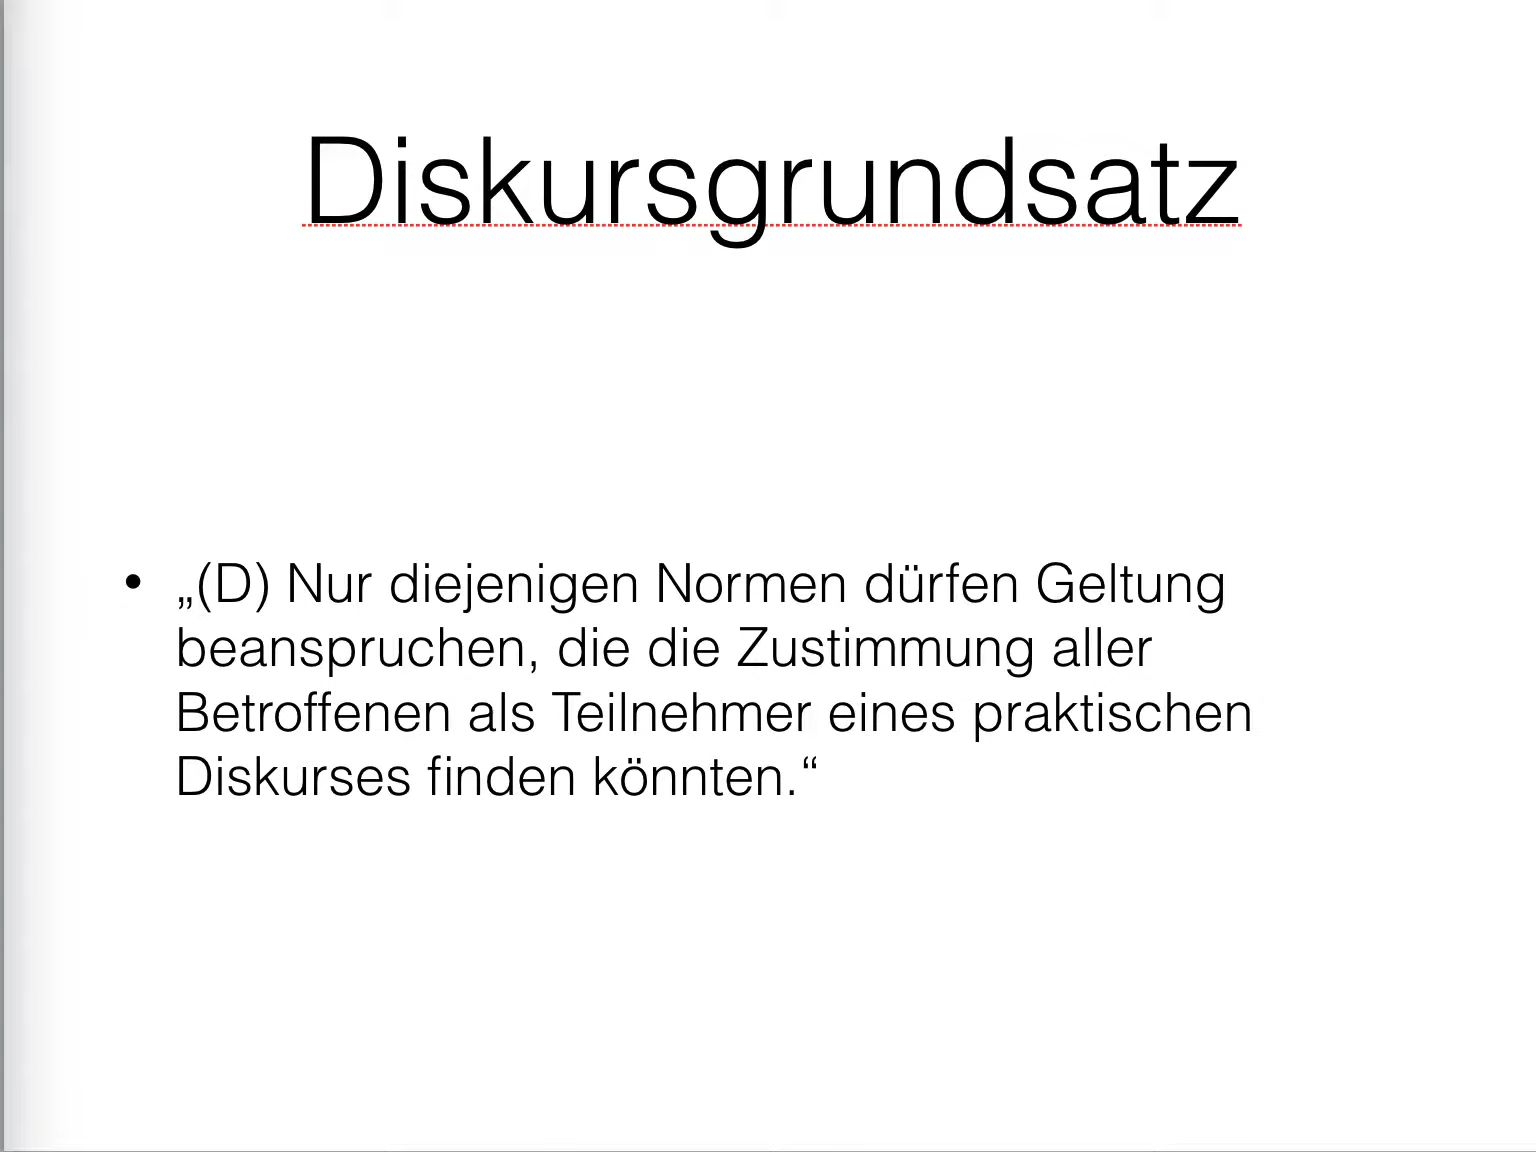 Diskursgrundsatz
• „(D) Nur diejenigen Normen dürfen Geltung
beanspruchen, die die Zustimmung aller
Betroffenen als Teilnehmer eines praktischen
Diskurses finden könnten.“